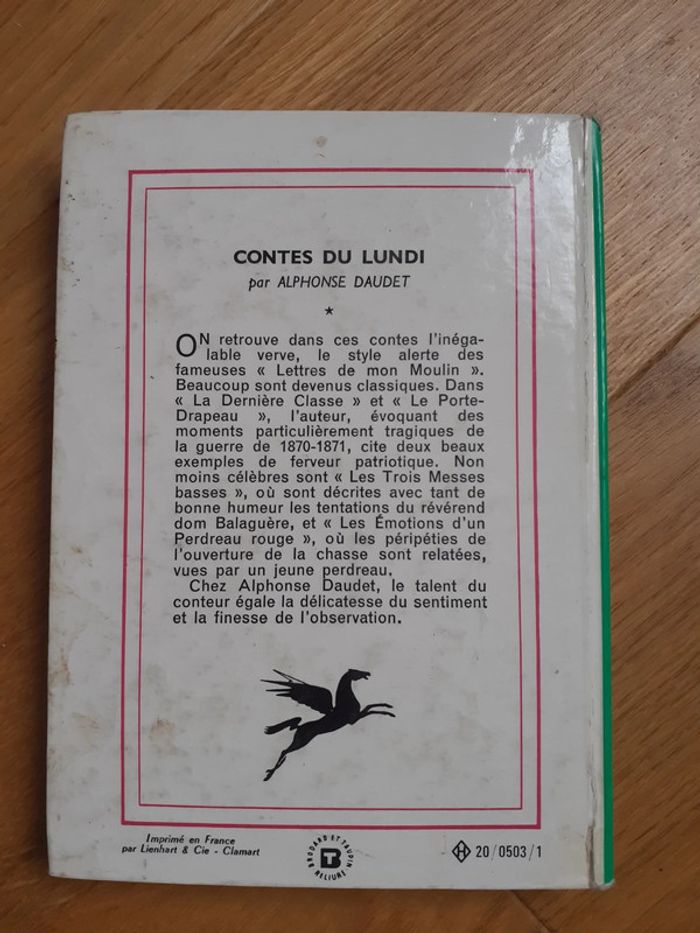 CONTES DU LUNDI
par ALPHONSE DAUDET
*
ON retrouve dans ces contes l'inéga-
lable verve, le style alerte des
fameuses « Lettres de mon Moulin ».
Beaucoup sont devenus classiques. Dans
« La Dernière Classe » et « Le Porte-
Drapeau », l'auteur, évoquant des
moments particulièrement tragiques de
la guerre de 1870-1871, cite deux beaux
exemples de ferveur patriotique. Non
moins célèbres sont « Les Trois Messes
basses », où sont décrites avec tant de
bonne humeur les tentations du révérend
dom Balaguère, et « Les Émotions d'un
Perdreau rouge », où les péripéties de
l'ouverture de la chasse sont relatées,
vues par un jeune perdreau.
Chez Alphonse Daudet, le talent du
conteur égale la délicatesse du sentiment
et la finesse de l'observation.
Imprimé en France
par Lienhart & Cie - Clamart
BRODARD ET TAUPIN
RELIURE
H 20/0503/1